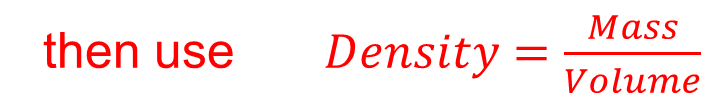 then use Density = Mass / Volume